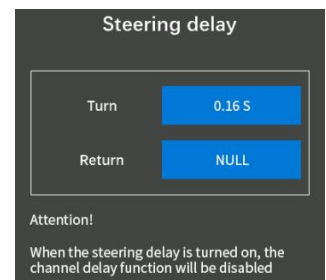 Steering delay
Turn 0.16 S
Return NULL
Attention!
When the steering delay is turned on, the
channel delay function will be disabled